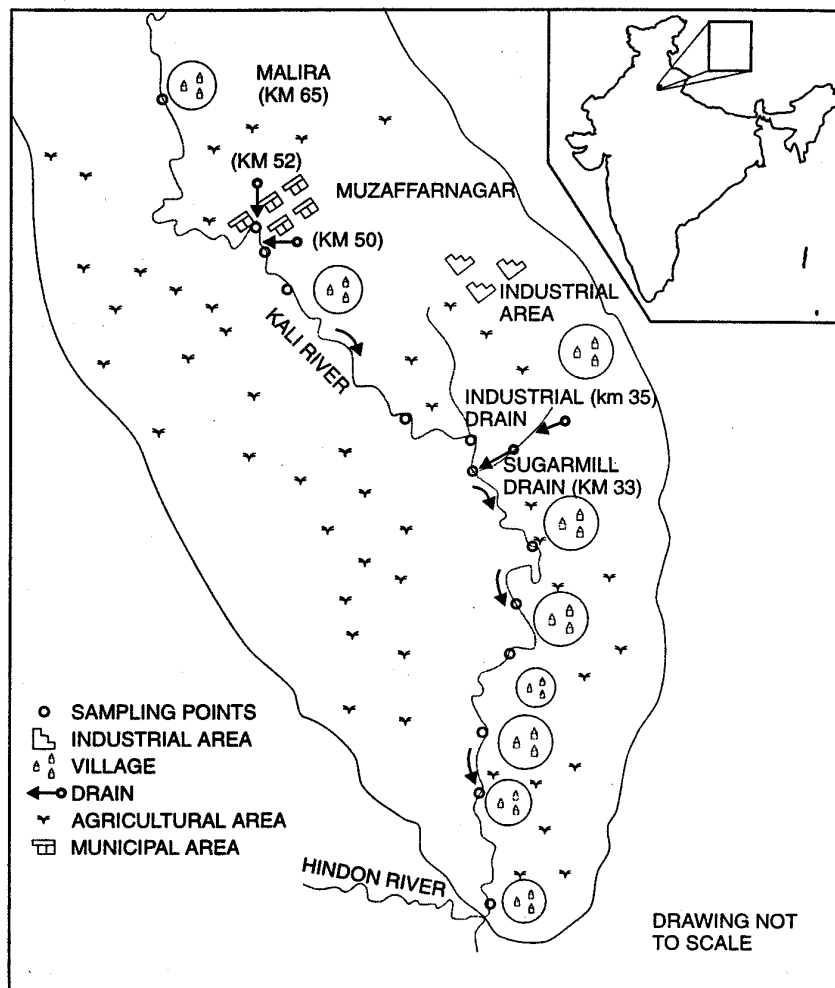 MALIRA
(KM 65)
(KM 52)
MUZAFFARNAGAR
(KM 50)
INDUSTRIAL
AREA
KALI RIVER
INDUSTRIAL (km 35)
DRAIN
SUGARMILL
DRAIN (KM 33)
SAMPLING POINTS
INDUSTRIAL AREA
VILLAGE
DRAIN
AGRICULTURAL AREA
MUNICIPAL AREA
HINDON RIVER
DRAWING NOT
TO SCALE